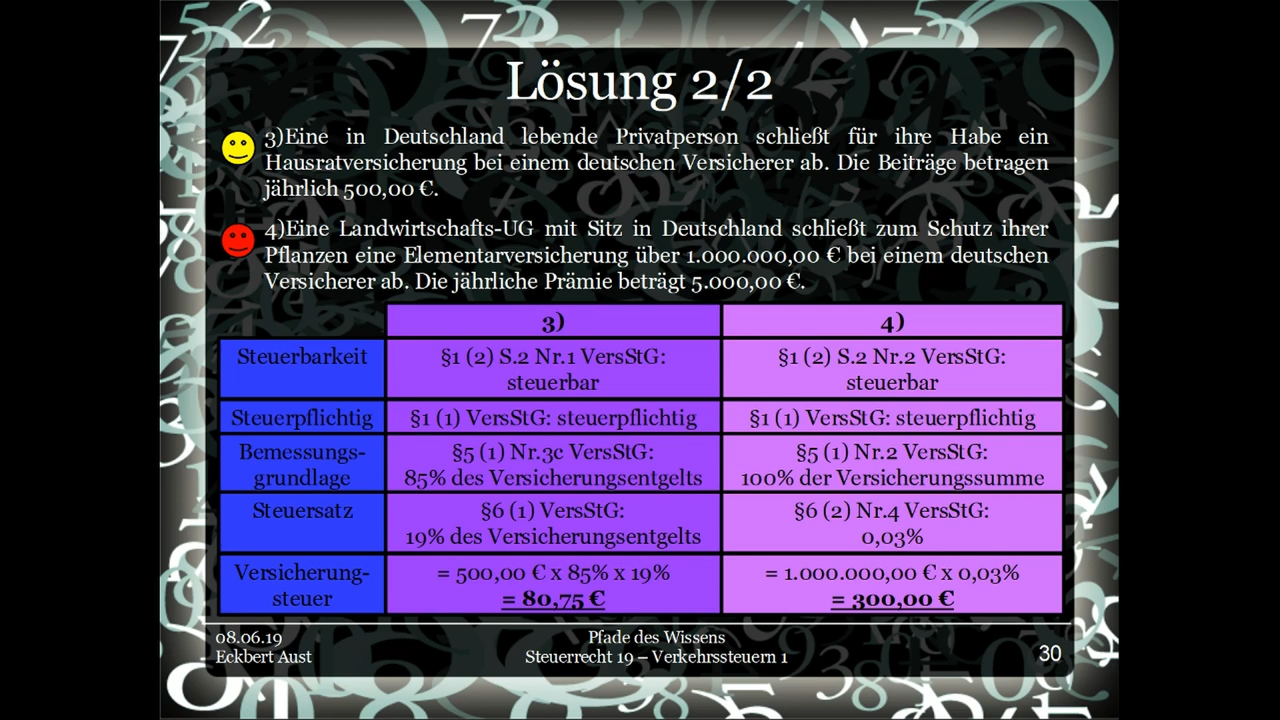 Lösung 2/2
3)Eine in Deutschland lebende Privatperson schließt für ihre Habe ein
Hausratversicherung bei einem deutschen Versicherer ab. Die Beiträge betragen
jährlich 500,00 €.
4)Eine Landwirtschafts-UG mit Sitz in Deutschland schließt zum Schutz ihrer
Pflanzen eine Elementarversicherung über 1.000.000,00 € bei einem deutschen
Versicherer ab. Die jährliche Prämie beträgt 5.000,00 €.
3) 4)
Steuerbarkeit §1 (2) S.2 Nr.1 VersStG: §1 (2) S.2 Nr.2 VersStG:
steuerbar steuerbar
Steuerpflichtig §1 (1) VersStG: steuerpflichtig §1 (1) VersStG: steuerpflichtig
Bemessungs- §5 (1) Nr.3c VersStG: §5 (1) Nr.2 VersStG:
grundlage 85% des Versicherungsentgelts 100% der Versicherungssumme
Steuersatz §6 (1) VersStG: §6 (2) Nr.4 VersStG:
19% des Versicherungsentgelts 0,03%
Versicherung- = 500,00 € x 85% x 19% = 1.000.000,00 € x 0,03%
steuer = 80,75 € = 300,00 €
08.06.19 Pfade des Wissens
Eckbert Aust Steuerrecht 19 – Verkehrssteuern 1 30